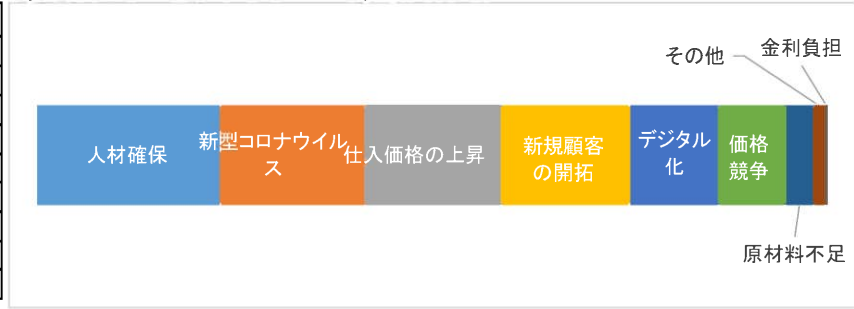 その他
金利負担
人材確保
新型コロナウイル
ス
仕入価格の上昇
新規顧客
の開拓
デジタル
化
価格
競争
原材料不足